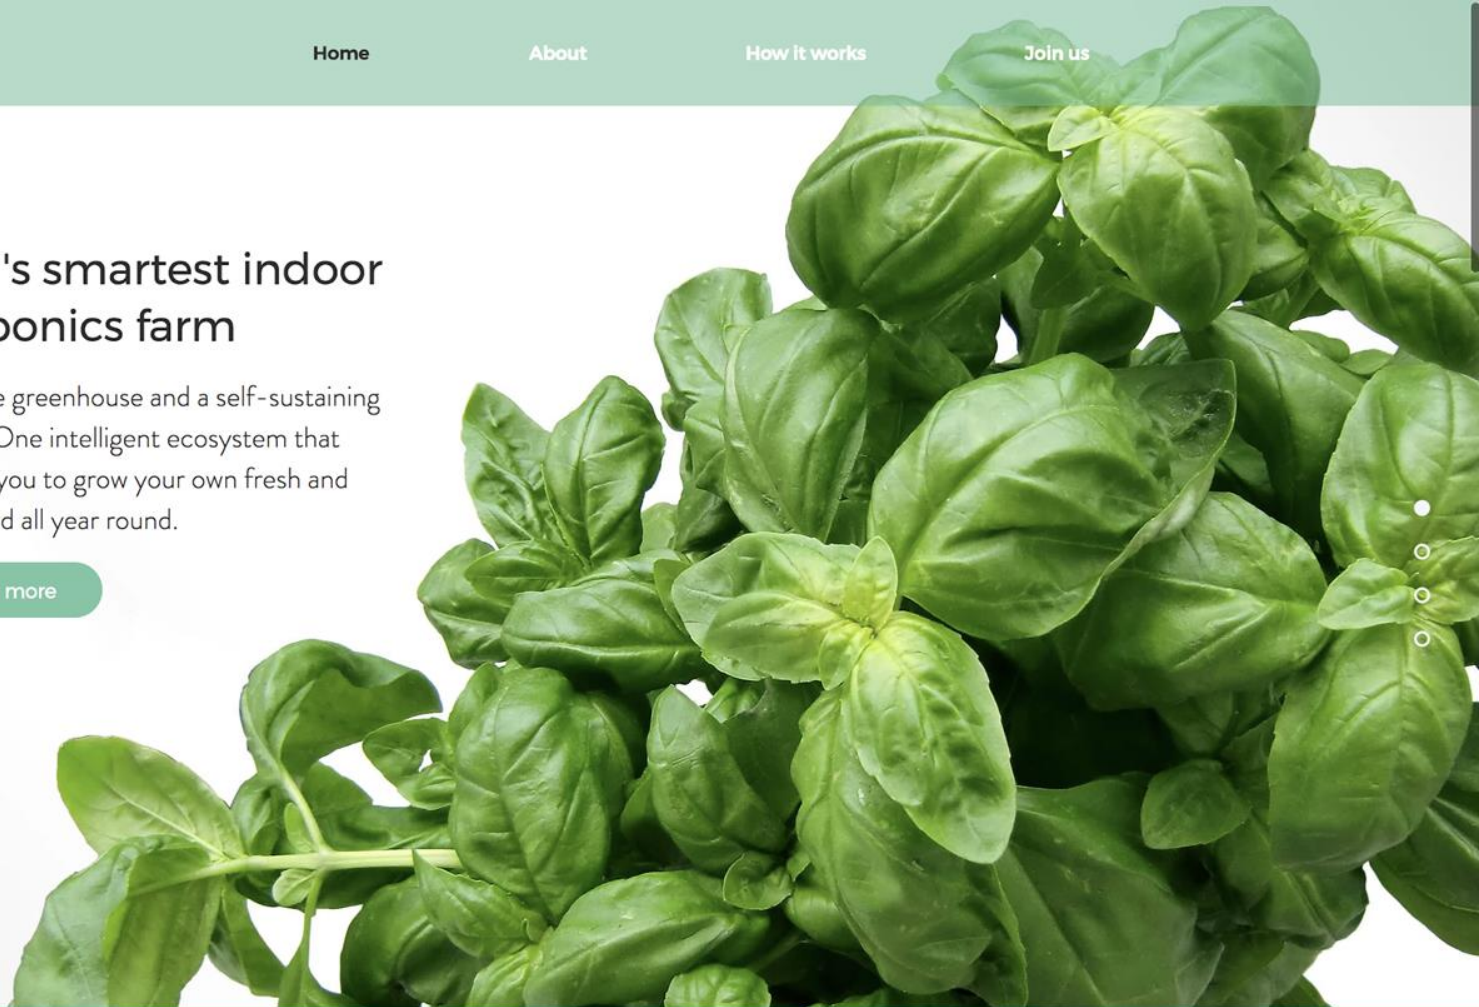 Home About How it works Join us
's smartest indoor
ponics farm
e greenhouse and a self-sustaining
One intelligent ecosystem that
you to grow your own fresh and
d all year round.
more